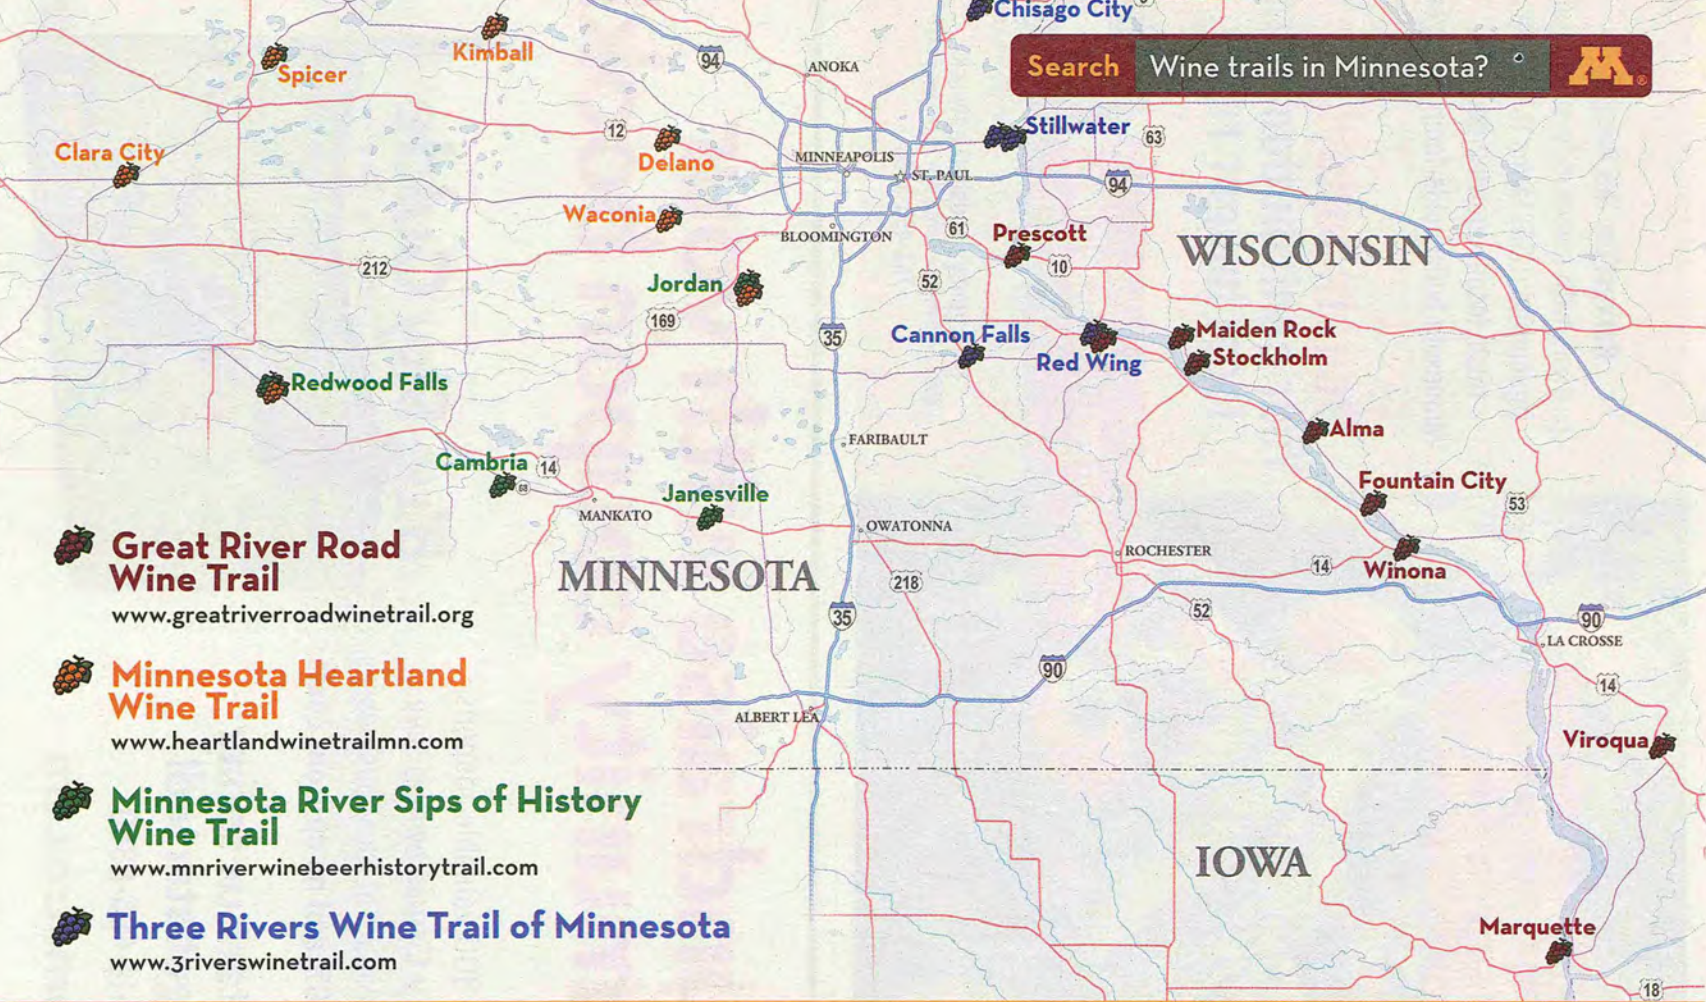 Chisago City
Kimball
Spicer
94
ANOKA
Search Wine trails in Minnesota?
M
®
12
Stillwater
63
Clara City
Delano
MINNEAPOLIS
ST. PAUL
94
Waconia
61
Prescott
BLOOMINGTON
WISCONSIN
212
10
Jordan
52
169
35
Cannon Falls
Maiden Rock
Red Wing
Stockholm
Redwood Falls
Alma
FARIBAULT
Cambria
14
68
Fountain City
Janesville
53
MANKATO
OWATONNA
ROCHESTER
Great River Road
Wine Trail
www.greatriverroadwinetrail.org
MINNESOTA
218
14
Winona
35
52
90
LA CROSSE
Minnesota Heartland
Wine Trail
www.heartlandwinetrailmn.com
90
14
ALBERT LEA
Viroqua
Minnesota River Sips of History
Wine Trail
www.mnriverwinebeerhistorytrail.com
IOWA
Three Rivers Wine Trail of Minnesota
www.3riverswinetrail.com
Marquette
18